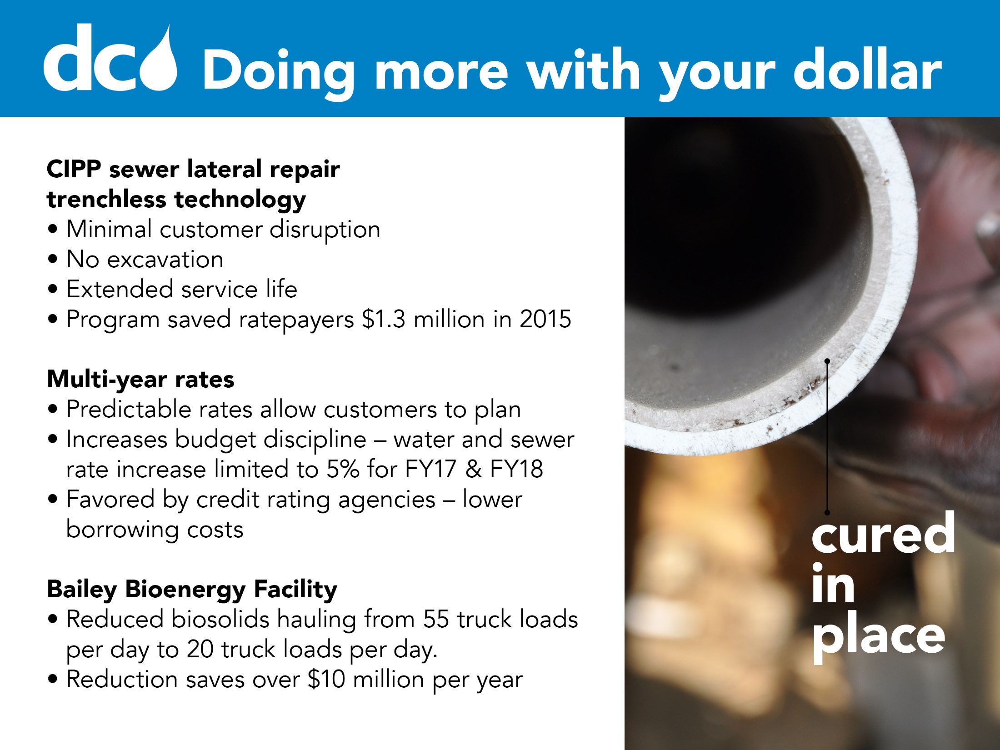 dc Doing more with your dollar
CIPP sewer lateral repair
trenchless technology
• Minimal customer disruption
• No excavation
• Extended service life
• Program saved ratepayers $1.3 million in 2015
Multi-year rates
• Predictable rates allow customers to plan
• Increases budget discipline – water and sewer
rate increase limited to 5% for FY17 & FY18
• Favored by credit rating agencies – lower
borrowing costs
Bailey Bioenergy Facility
• Reduced biosolids hauling from 55 truck loads
per day to 20 truck loads per day.
• Reduction saves over $10 million per year
cured
in
place